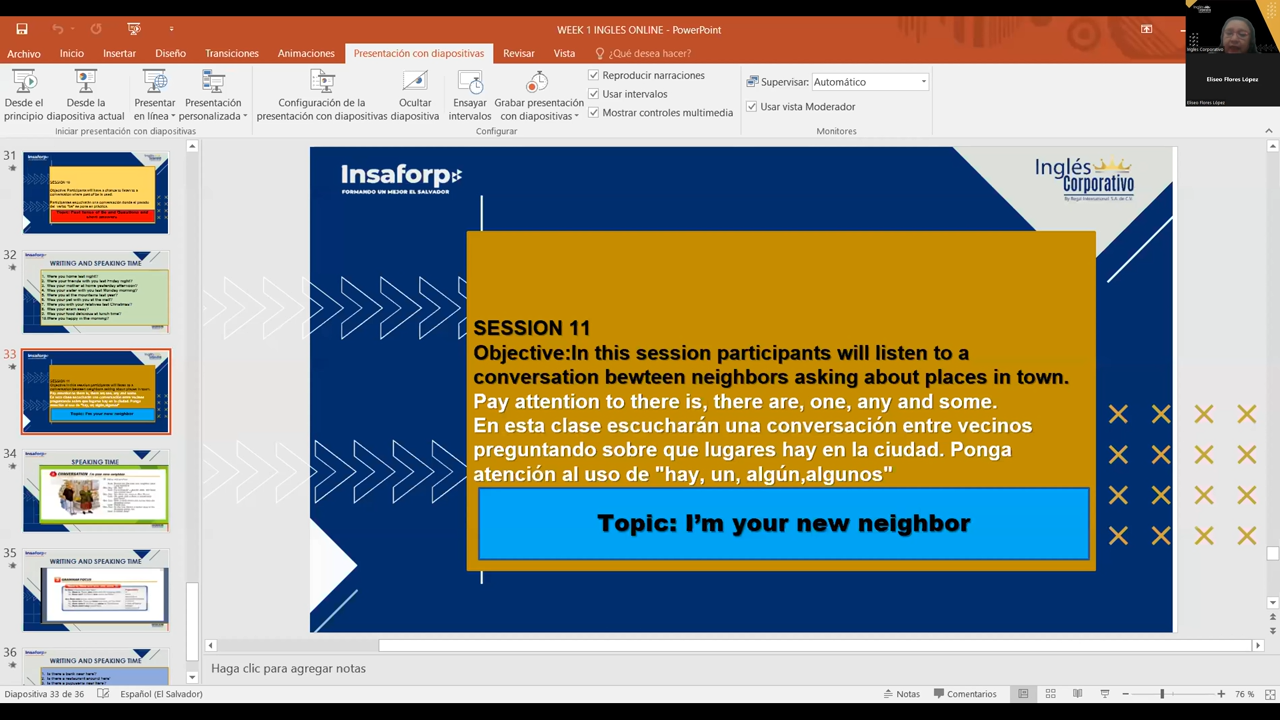 WEEK 1 INGLES ONLINE - PowerPoint
Archivo
Inicio
Insertar
Diseño
Transiciones
Animaciones
Presentación con diapositivas
Revisar
Vista
¿Qué desea hacer?
Desde el principio
Desde la diapositiva actual
Presentar en línea
Presentación personalizada
Iniciar presentación con diapositivas
Configuración de la presentación con diapositivas
Ocultar diapositiva
Ensayar intervalos
Grabar presentación con diapositivas
Reproducir narraciones
Usar intervalos
Mostrar controles multimedia
Configurar
Supervisar:
Automático
Usar vista Moderador
Monitores
Inglés Corporativo
Eliseo Flores López
Eliseo Flores López
31
32
WRITING AND SPEAKING TIME
33
34
SPEAKING TIME
35
WRITING AND SPEAKING TIME
36
WRITING AND SPEAKING TIME
Insaforp
FORMANDO UN MEJOR EL SALVADOR
Inglés
Corporativo
SESSION 11
Objective:In this session participants will listen to a
conversation bewteen neighbors asking about places in town.
Pay attention to there is, there are, one, any and some.
En esta clase escucharán una conversación entre vecinos
preguntando sobre que lugares hay en la ciudad. Ponga
atención al uso de "hay, un, algún,algunos"
Topic: I'm your new neighbor
Haga clic para agregar notas
Diapositiva 33 de 36
Español (El Salvador)
Notas
Comentarios
76 %